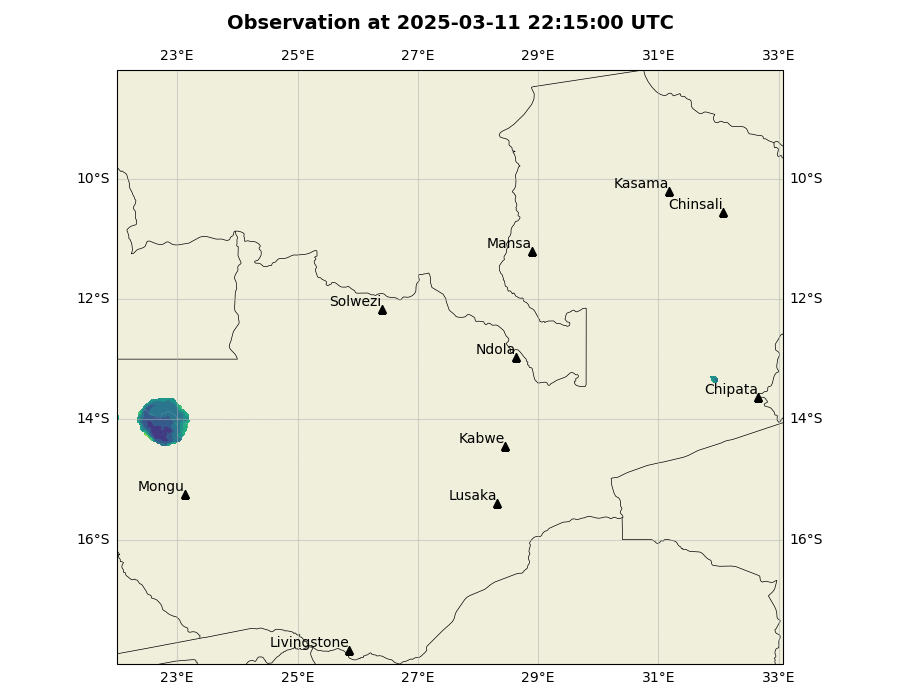 Observation at 2025-03-11 22:15:00 UTC
23°E 25°E 27°E 29°E 31°E 33°E
10°S 10°S
Kasama
Chinsali
Mansa
12°S 12°S
Solwezi
Ndola
Chipata
14°S 14°S
Kabwe
Mongu
Lusaka
16°S 16°S
Livingstone
23°E 25°E 27°E 29°E 31°E 33°E